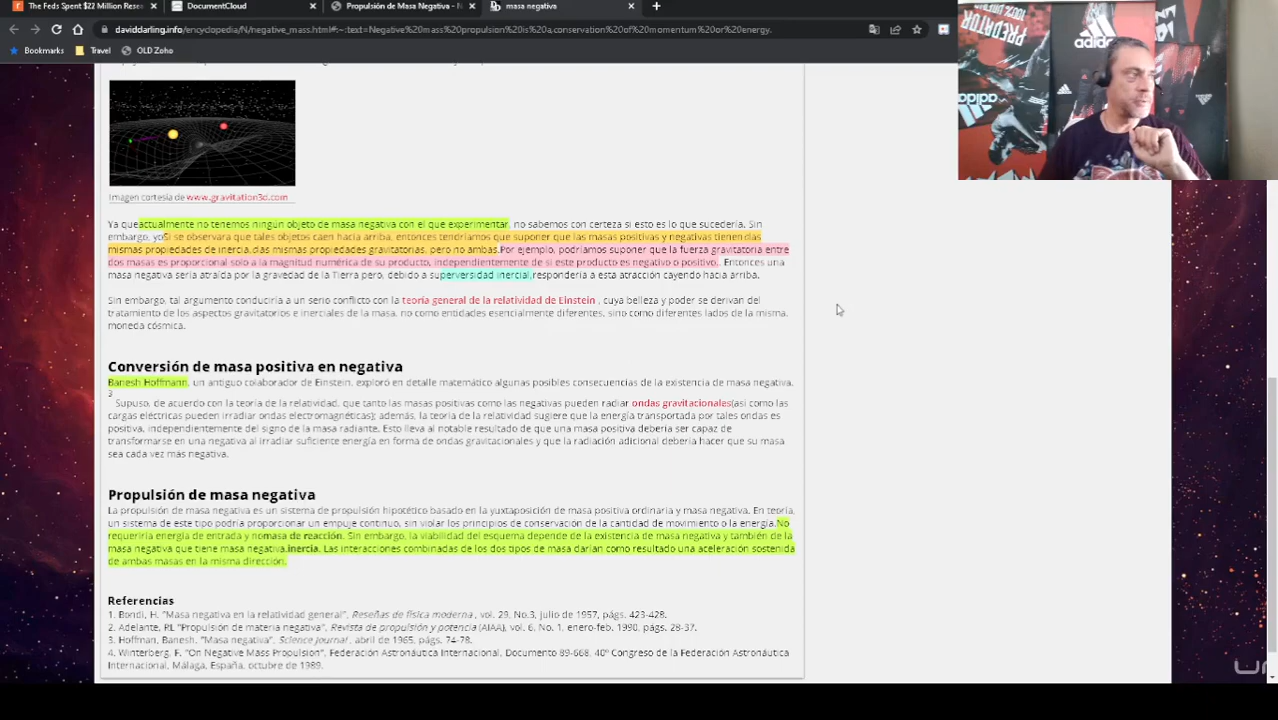 The Feds Spent $22 Million Resea
DocumentCloud
Propulsión de Masa Negativa - N
masa negativa
daviddarling.info/encyclopedia/N/negative_mass.html#:~:text=Negative%20mass%20propulsion%20is%20a,conservation%20of%20momentum%20or%20energy.
Bookmarks
Travel
OLD Zoho
Imagen cortesía de www.gravitation3d.com
Ya queactualmente no tenemos ningún objeto de masa negativa con el que experimentar, no sabemos con certeza si esto es lo que sucedería. Sin
embargo, yoSi se observara que tales objetos caen hacia arriba, entonces tendríamos que suponer que las masas positivas y negativas tienen das
mismas propiedades de inercia,días mismas propiedades gravitatorias, pero no ambas.Por ejemplo, podríamos suponer que la fuerza gravitatoria entre
dos masas es proporcional solo a la magnitud numérica de su producto, independientemente de si este producto es negativo o positivo. . Entonces una
masa negativa sería atraída por la gravedad de la Tierra pero, debido a superversidad inercial,respondería a esta atracción cayendo hacia arriba.
Sin embargo, tal argumento conduciría a un serio conflicto con la teoría general de la relatividad de Einstein , cuya belleza y poder se derivan del
tratamiento de los aspectos gravitatorios e inerciales de la masa, no como entidades esencialmente diferentes, sino como diferentes lados de la misma.
moneda cósmica.
Conversión de masa positiva en negativa
Banesh Hoffmann, un antiguo colaborador de Einstein, exploró en detalle matemático algunas posibles consecuencias de la existencia de masa negativa.
3
Supuso, de acuerdo con la teoría de la relatividad, que tanto las masas positivas como las negativas pueden radiar ondas gravitacionales(así como las
cargas eléctricas pueden irradiar ondas electromagnéticas); además, la teoría de la relatividad sugiere que la energía transportada por tales ondas es
positiva, independientemente del signo de la masa radiante. Esto lleva al notable resultado de que una masa positiva debería ser capaz de
transformarse en una negativa al irradiar suficiente energía en forma de ondas gravitacionales y que la radiación adicional debería hacer que su masa
sea cada vez más negativa.
Propulsión de masa negativa
La propulsión de masa negativa es un sistema de propulsión hipotético basado en la yuxtaposición de masa positiva ordinaria y masa negativa. En teoría,
un sistema de este tipo podría proporcionar un empuje continuo, sin violar los principios de conservación de la cantidad de movimiento o la energía.No
requeriría energía de entrada y nomasa de reacción. Sin embargo, la viabilidad del esquema depende de la existencia de masa negativa y también de la
masa negativa que tiene masa negativa.inercia. Las interacciones combinadas de los dos tipos de masa darían como resultado una aceleración sostenida
de ambas masas en la misma dirección.
Referencias
1. Bondi, H. "Masa negativa en la relatividad general". Reseñas de física moderna , vol. 29, No.3, julio de 1957, págs. 423-428.
2. Adelante, RL "Propulsión de materia negativa", Revista de propulsión y potencia (AIAA), vol. 6, No. 1, enero-feb. 1990, págs. 28-37.
3. Hoffman, Banesh, "Masa negativa", Science Journal , abril de 1965, págs. 74-78.
4. Winterberg, F. "On Negative Mass Propulsion", Federación Astronáutica Internacional, Documento 89-668, 40º Congreso de la Federación Astronáutica
Internacional, Málaga, España, octubre de 1989.
PREDATOR
100%
adidas
adidas